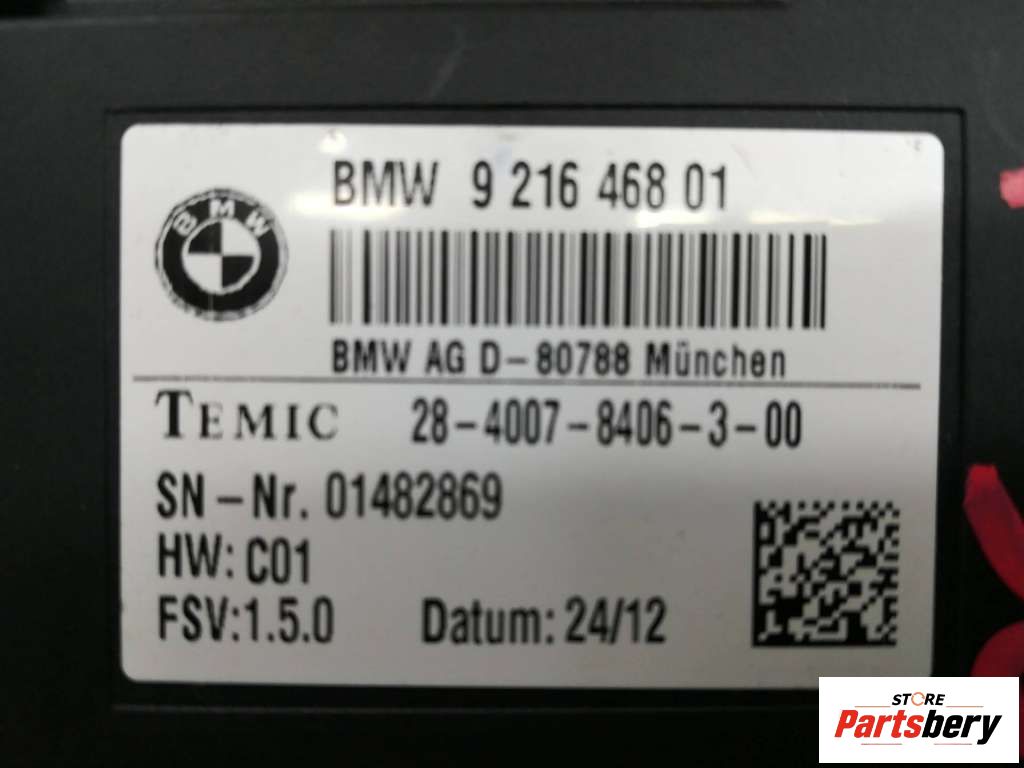 BMW 9 216 468 01
BMW
BMW AG D-80788 München
TEMIC 28-4007-8406-3-00
SN-Nr. 01482869
HW: C01
FSV:1.5.0 Datum: 24/12
STORE
Partsbery